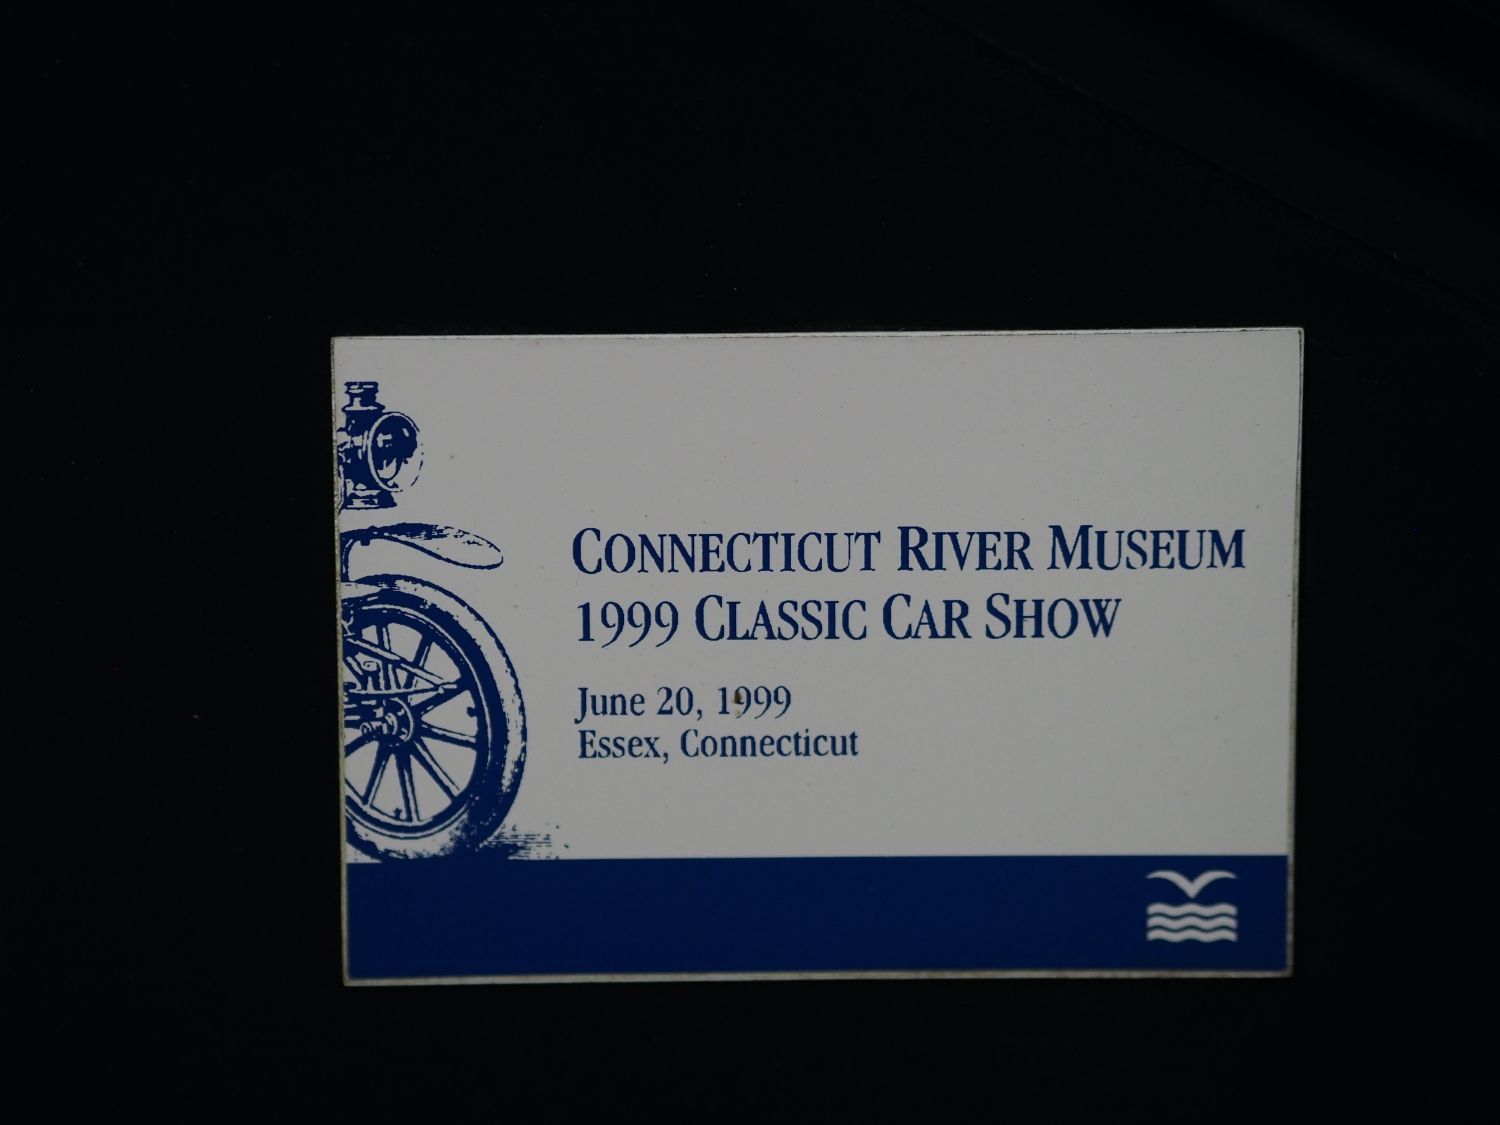 CONNECTICUT RIVER MUSEUM
1999 CLASSIC CAR SHOW
June 20, 1999
Essex, Connecticut